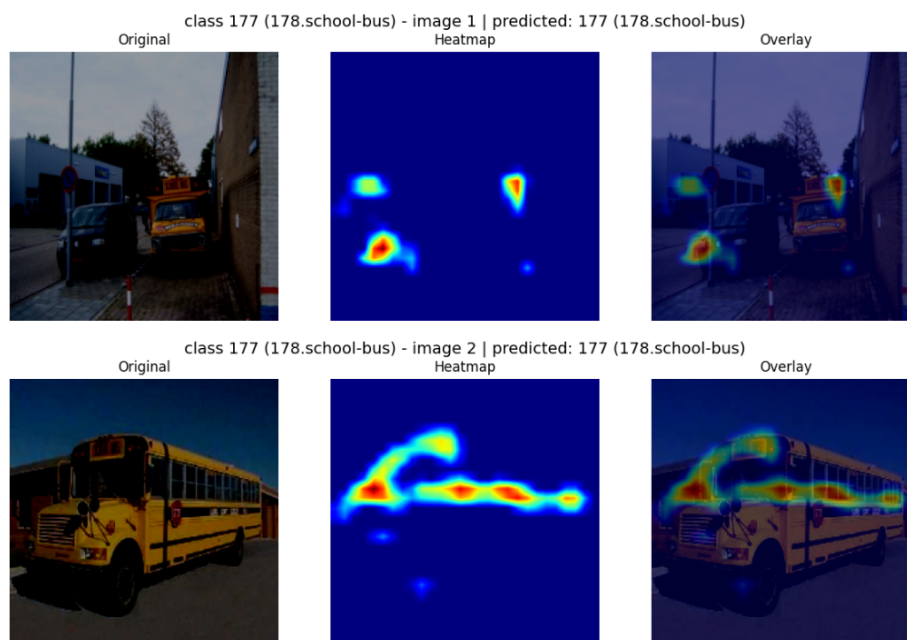 class 177 (178.school-bus) - image 1 | predicted: 177 (178.school-bus)
Original
Heatmap
Overlay
class 177 (178.school-bus) - image 2 | predicted: 177 (178.school-bus)
Original
Heatmap
Overlay